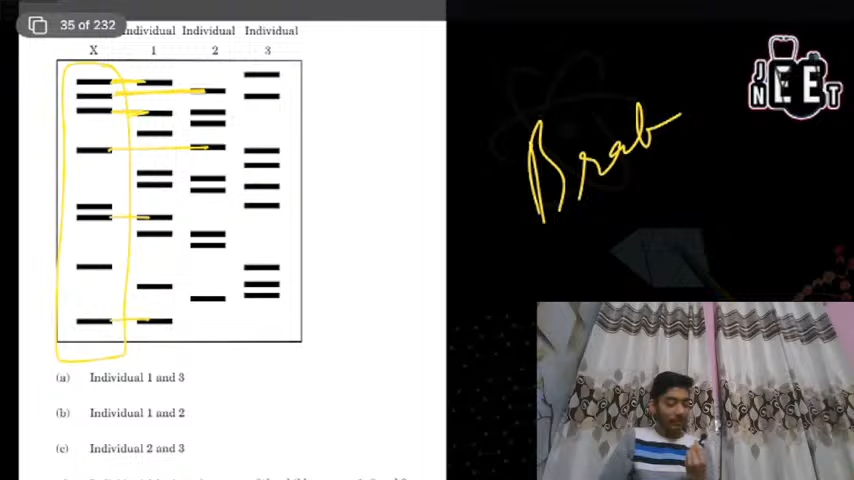 35 of 232
Individual Individual Individual
X 1 2 3
(a) Individual 1 and 3
(b) Individual 1 and 2
(c) Individual 2 and 3
Brab
JNEET